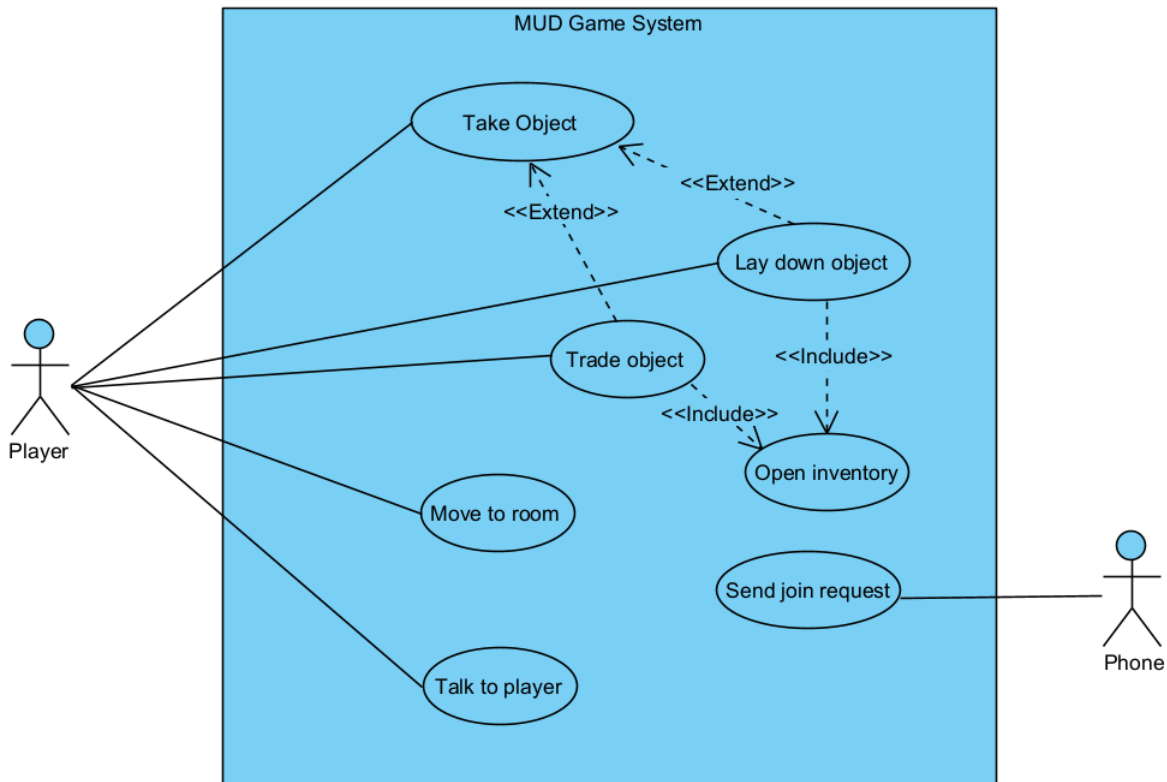 MUD Game System
Take Object
<<Extend>>
<<Extend>>
Lay down object
Trade object
<<Include>>
<<Include>>
Player
Open inventory
Move to room
Send join request
Phone
Talk to player